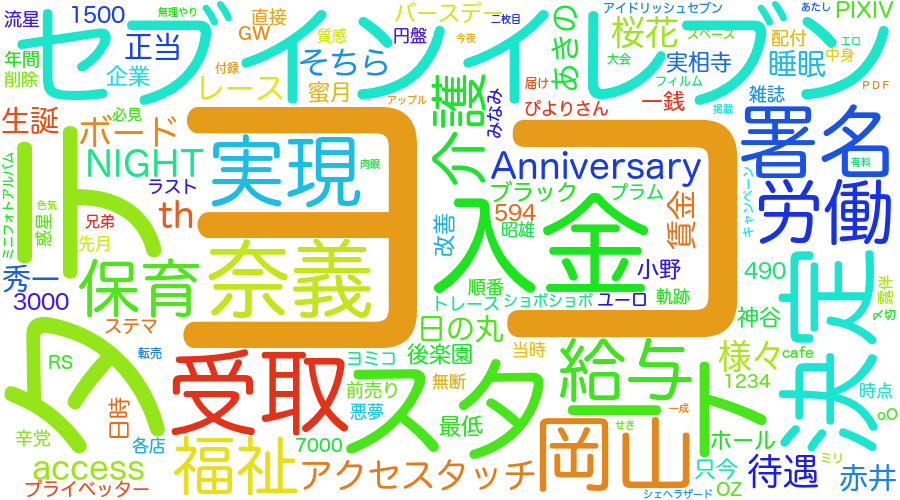 流星
1500
無理やり
直接
GW
質感
バースデー
円盤
今夜
二枚目
アイドリッシュセブン
あたし
PIXIV
セブンイレブン
年間
削除
企業
正当
付録
レース
そちら
蜜月
アップル
あきの
大会
桜花
スペース
エロ
配付
中身
実相寺
睡眠
フィルム
PDF
届け
掲載
雑誌
生誕
必見
ボード
ヨコ
介護
みなみ
ぴよりさん
一銭
署名
NIGHT
実現
肉眼
Anniversary
有料
ミニフォトアルバム
ラスト
ブラック
プラム
キャンペーン
労働
色気
惑星
兄弟
th
594
昭雄
入金
賃金
先月
改善
秀一
保育
奈義
小野
490
3000
順番
トレース
ショボショボ
ユーロ
軌跡
決定
露伴
〆切
神谷
ステマ
日の丸
転売
RS
受取
ヨミコ
後楽園
当時
給与
様々
cafe
1234
スタート
前売り
無断
時点
タイト
日時
悪夢
最低
一成
oO
辛党
各店
7000
岡山
せき
ホール
access
福祉
アクセスタッチ
只今
待遇
ミリ
赤井
プライベッター
シェヘラザード
OZ